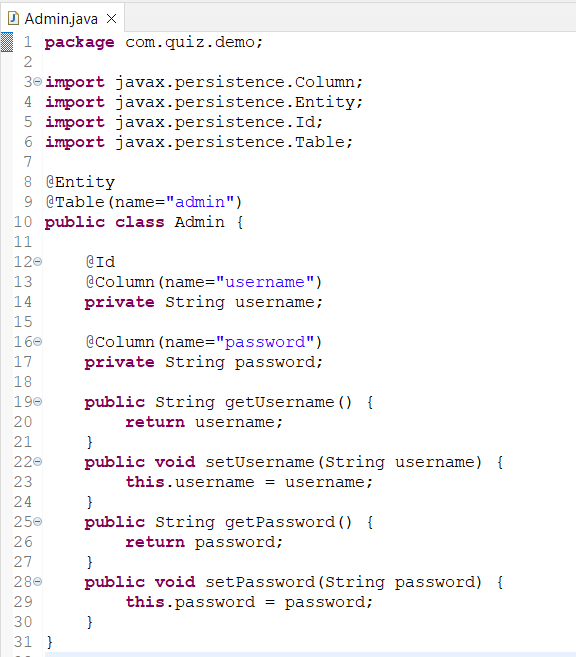 Admin.java
1 package com.quiz.demo;
2
3 import javax.persistence.Column;
4 import javax.persistence.Entity;
5 import javax.persistence.Id;
6 import javax.persistence.Table;
7
8 @Entity
9 @Table(name="admin")
10 public class Admin {
11
12     @Id
13     @Column(name="username")
14     private String username;
15
16     @Column(name="password")
17     private String password;
18
19     public String getUsername() {
20         return username;
21     }
22     public void setUsername(String username) {
23         this.username = username;
24     }
25     public String getPassword() {
26         return password;
27     }
28     public void setPassword(String password) {
29         this.password = password;
30     }
31 }